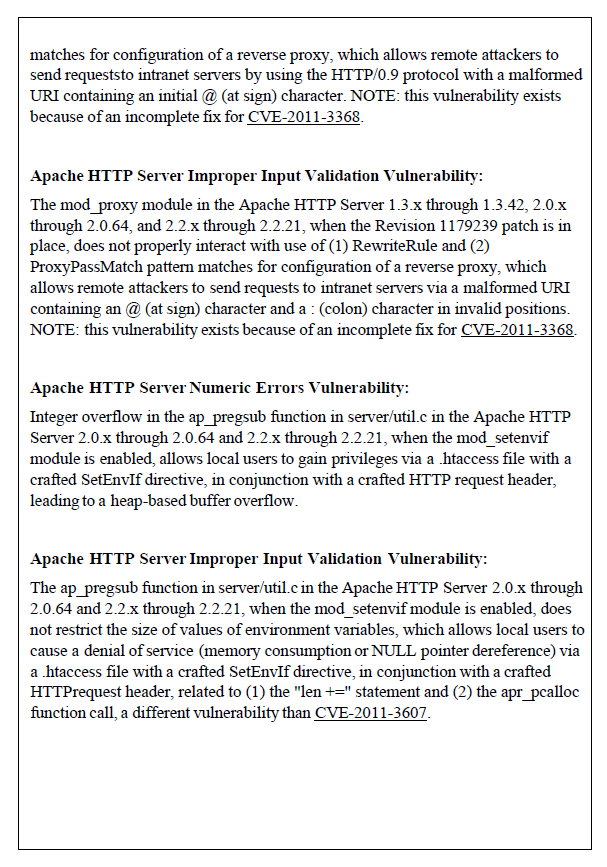 matches for configuration of a reverse proxy, which allows remote attackers to
send requeststo intranet servers by using the HTTP/0.9 protocol with a malformed
URI containing an initial @ (at sign) character. NOTE: this vulnerability exists
because of an incomplete fix for CVE-2011-3368.
Apache HTTP Server Improper Input Validation Vulnerability:
The mod_proxy module in the Apache HTTP Server 1.3.x through 1.3.42, 2.0.x
through 2.0.64, and 2.2.x through 2.2.21, when the Revision 1179239 patch is in
place, does not properly interact with use of (1) RewriteRule and (2)
ProxyPassMatch pattern matches for configuration of a reverse proxy, which
allows remote attackers to send requests to intranet servers via a malformed URI
containing an @ (at sign) character and a : (colon) character in invalid positions.
NOTE: this vulnerability exists because of an incomplete fix for CVE-2011-3368.
Apache HTTP Server Numeric Errors Vulnerability:
Integer overflow in the ap_pregsub function in server/util.c in the Apache HTTP
Server 2.0.x through 2.0.64 and 2.2.x through 2.2.21, when the mod_setenvif
module is enabled, allows local users to gain privileges via a .htaccess file with a
crafted SetEnvIf directive, in conjunction with a crafted HTTP request header,
leading to a heap-based buffer overflow.
Apache HTTP Server Improper Input Validation Vulnerability:
The ap_pregsub function in server/util.c in the Apache HTTP Server 2.0.x through
2.0.64 and 2.2.x through 2.2.21, when the mod_setenvif module is enabled, does
not restrict the size of values of environment variables, which allows local users to
cause a denial of service (memory consumption or NULL pointer dereference) via
a .htaccess file with a crafted SetEnvIf directive, in conjunction with a crafted
HTTPrequest header, related to (1) the "len +=" statement and (2) the apr_pcalloc
function call, a different vulnerability than CVE-2011-3607.